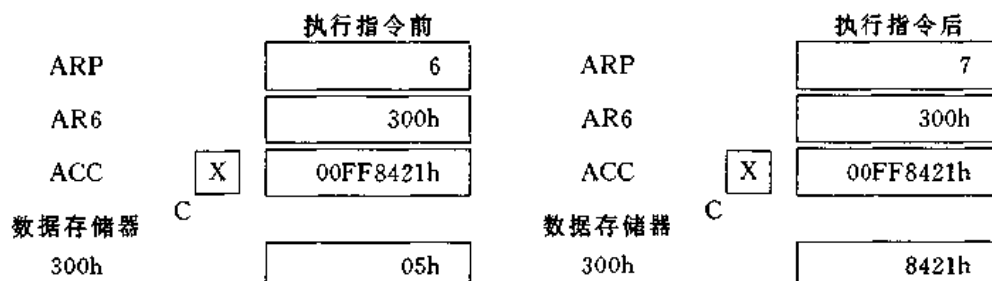 执行指令前 执行指令后
ARP 6 ARP 7
AR6 300h AR6 300h
ACC X 00FF8421h ACC X 00FF8421h
C C
数据存储器 数据存储器
300h 05h 300h 8421h